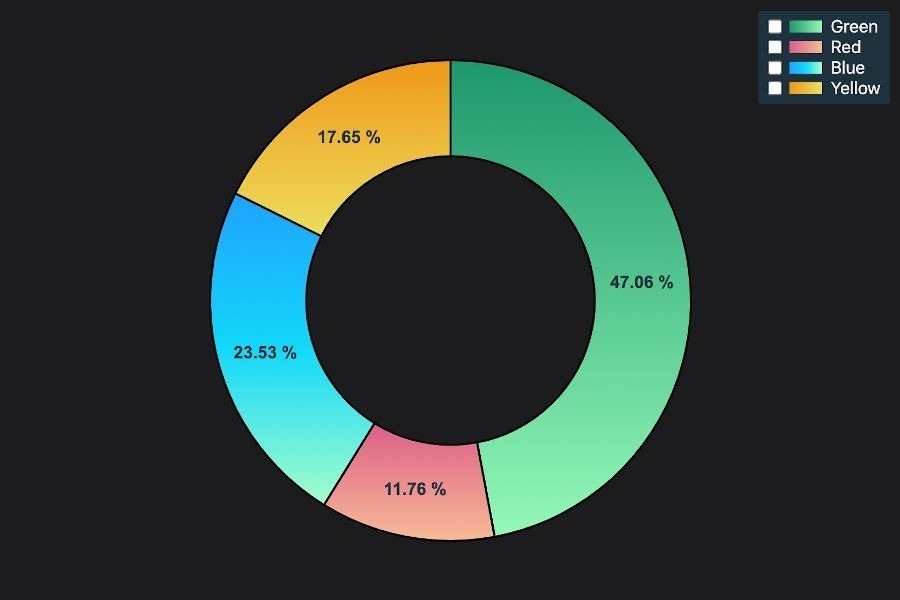 Green
Red
Blue
Yellow
17.65 %
47.06 %
23.53 %
11.76 %